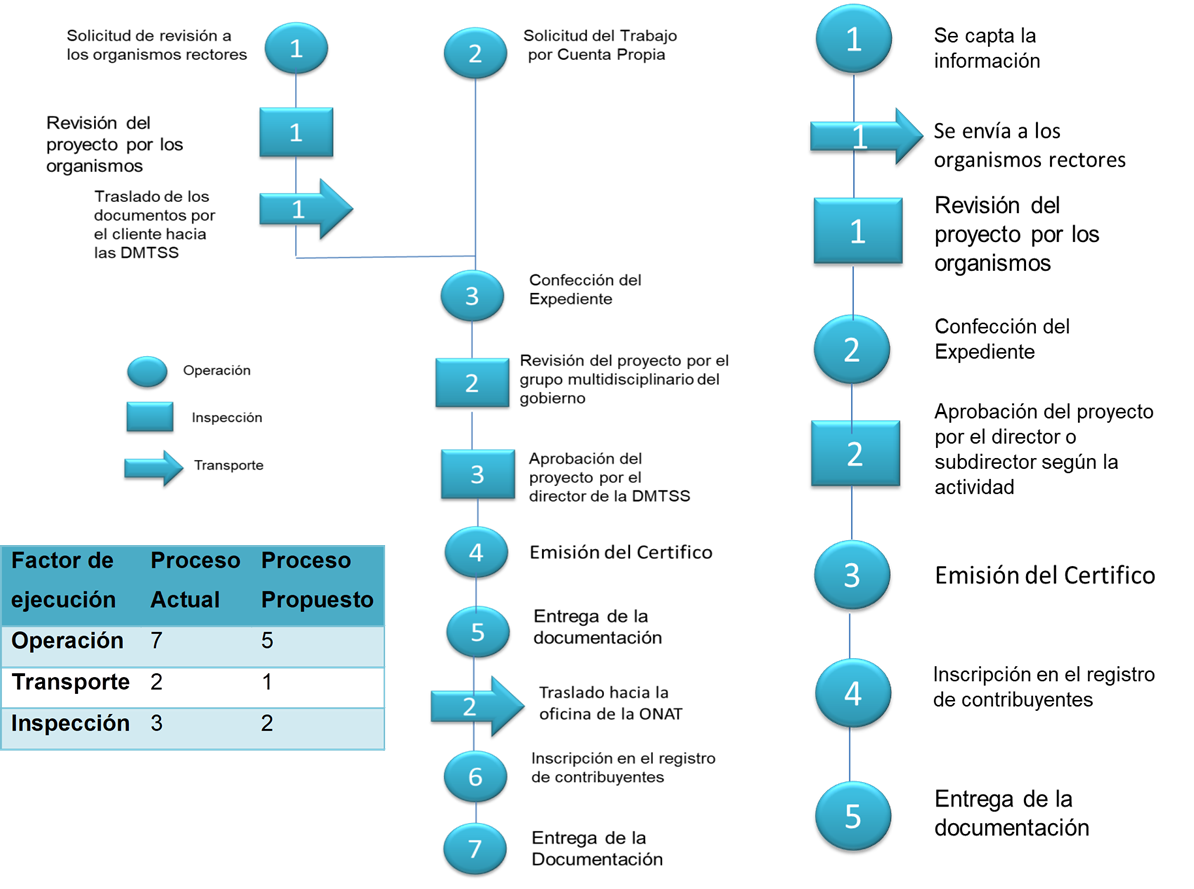 Solicitud de revisión a
los organismos rectores
1
Revisión del
proyecto por los
organismos
1
Traslado de los
documentos por
el cliente hacia
las DMTSS
1
2
Solicitud del Trabajo
por Cuenta Propia
3
Confección del
Expediente
2
Revisión del proyecto por el
grupo multidisciplinario del
gobierno
3
Aprobación del
proyecto por el
director de la DMTSS
4
Emisión del Certifico
5
Entrega de la
documentación
2
Traslado hacia la
oficina de la ONAT
6
Inscripción en el registro
de contribuyentes
7
Entrega de la
Documentación
Operación
Inspección
Transporte
Factor de ejecución
Proceso Actual
Proceso Propuesto
Operación 7 5
Transporte 2 1
Inspección 3 2
1
Se capta la
información
1
Se envía a los
organismos rectores
1
Revisión del
proyecto por los
organismos
2
Confección del
Expediente
2
Aprobación del proyecto
por el director o
subdirector según la
actividad
3
Emisión del Certifico
4
Inscripción en el registro
de contribuyentes
5
Entrega de la
documentación